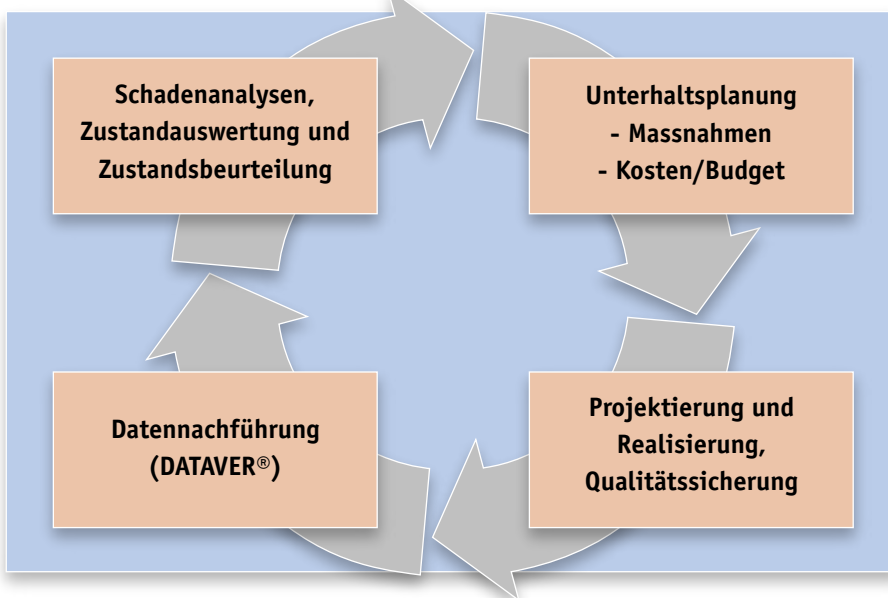 Schadenanalysen,
Zustandauswertung und
Zustandsbeurteilung
Unterhaltsplanung
- Massnahmen
- Kosten/Budget
Datennachführung
(DATAVER®)
Projektierung und
Realisierung,
Qualitätssicherung